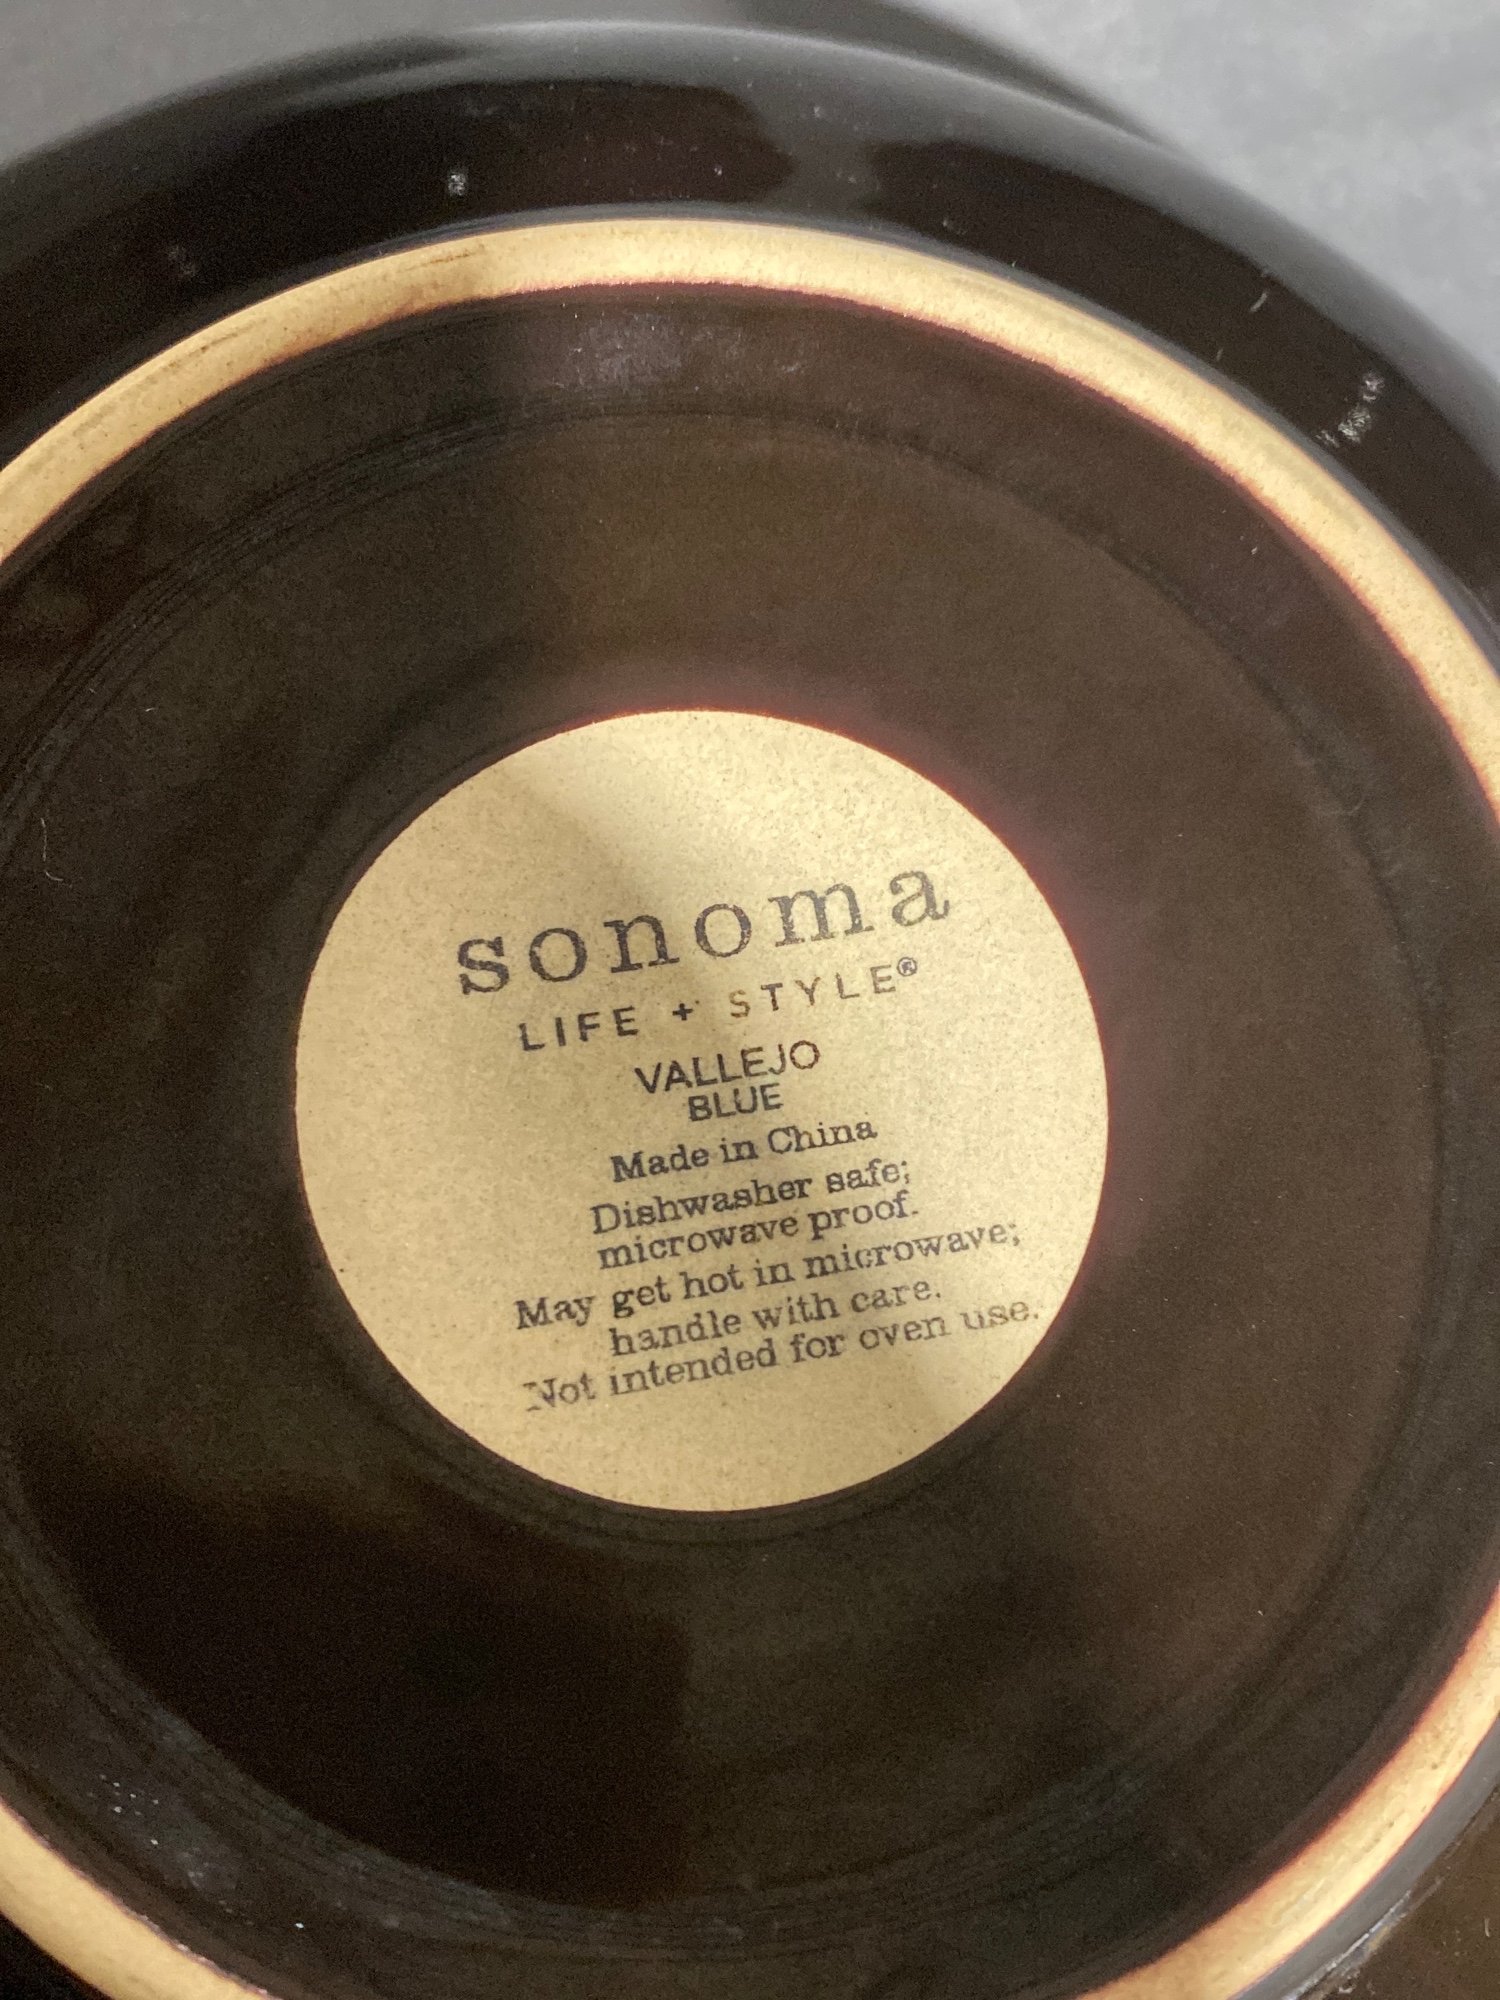 sonoma
LIFE + STYLE®
VALLEJO
BLUE
Made in China
Dishwasher safe;
microwave proof.
May get hot in microwave;
handle with care.
Not intended for oven use.